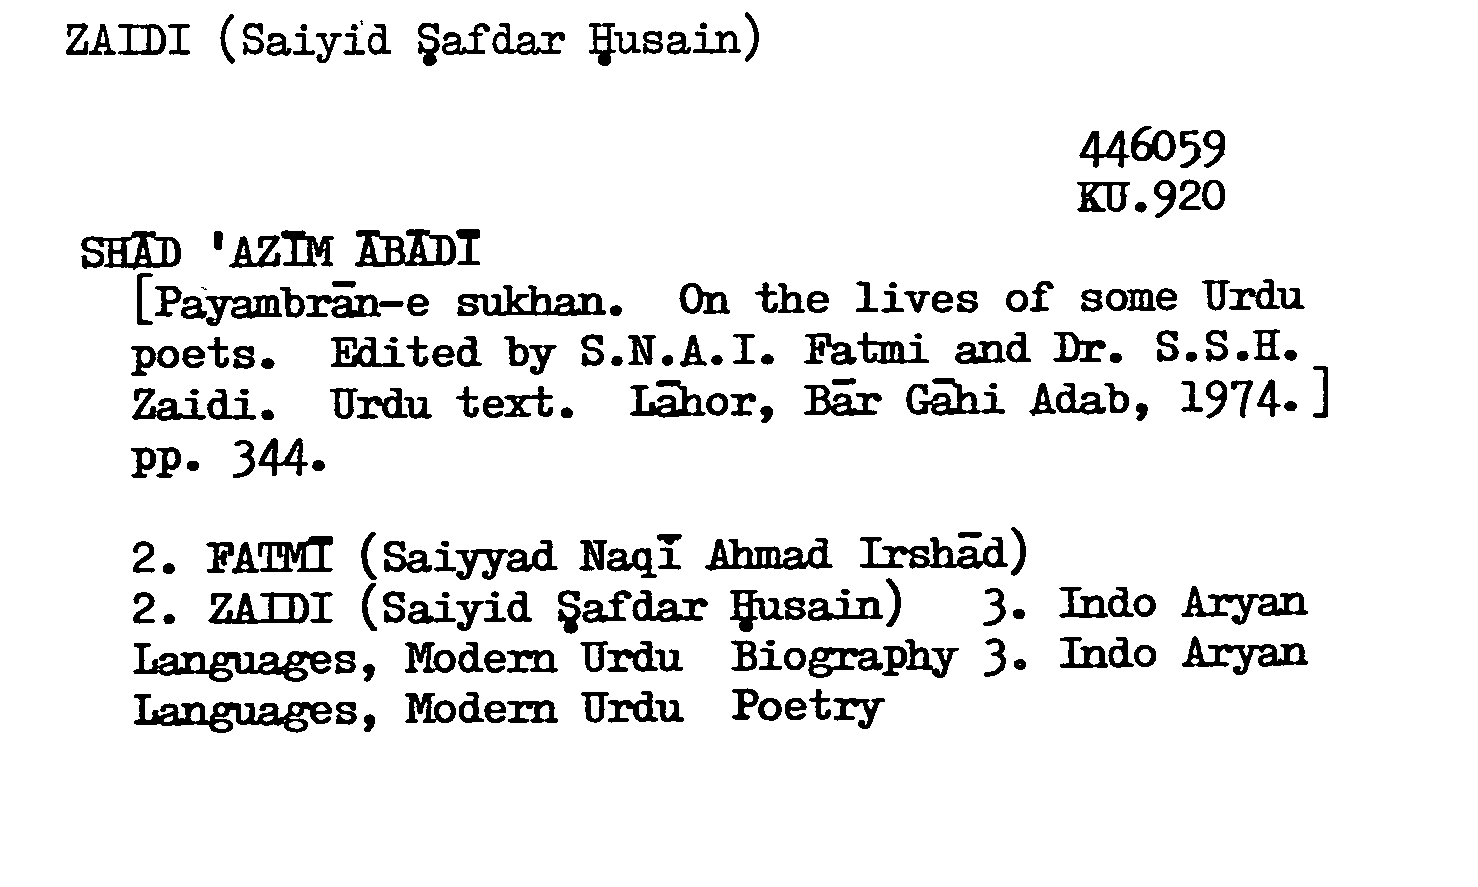 ZAIDI (Saiyid Ṣafdar Ḥusain)
446059
KU.920
SHĀD 'AZĪM ĀBĀDĪ
[Payambrān-e sukhan. On the lives of some Urdu
poets. Edited by S.N.A.I. Fatmi and Dr. S.S.H.
Zaidi. Urdu text. Lāhor, Bār Gāhi Adab, 1974.]
pp. 344.
2. FATMĪ (Saiyyad Naqī Ahmad Irshād)
2. ZAIDI (Saiyid Ṣafdar Ḥusain) 3. Indo Aryan
Languages, Modern Urdu Biography 3. Indo Aryan
Languages, Modern Urdu Poetry